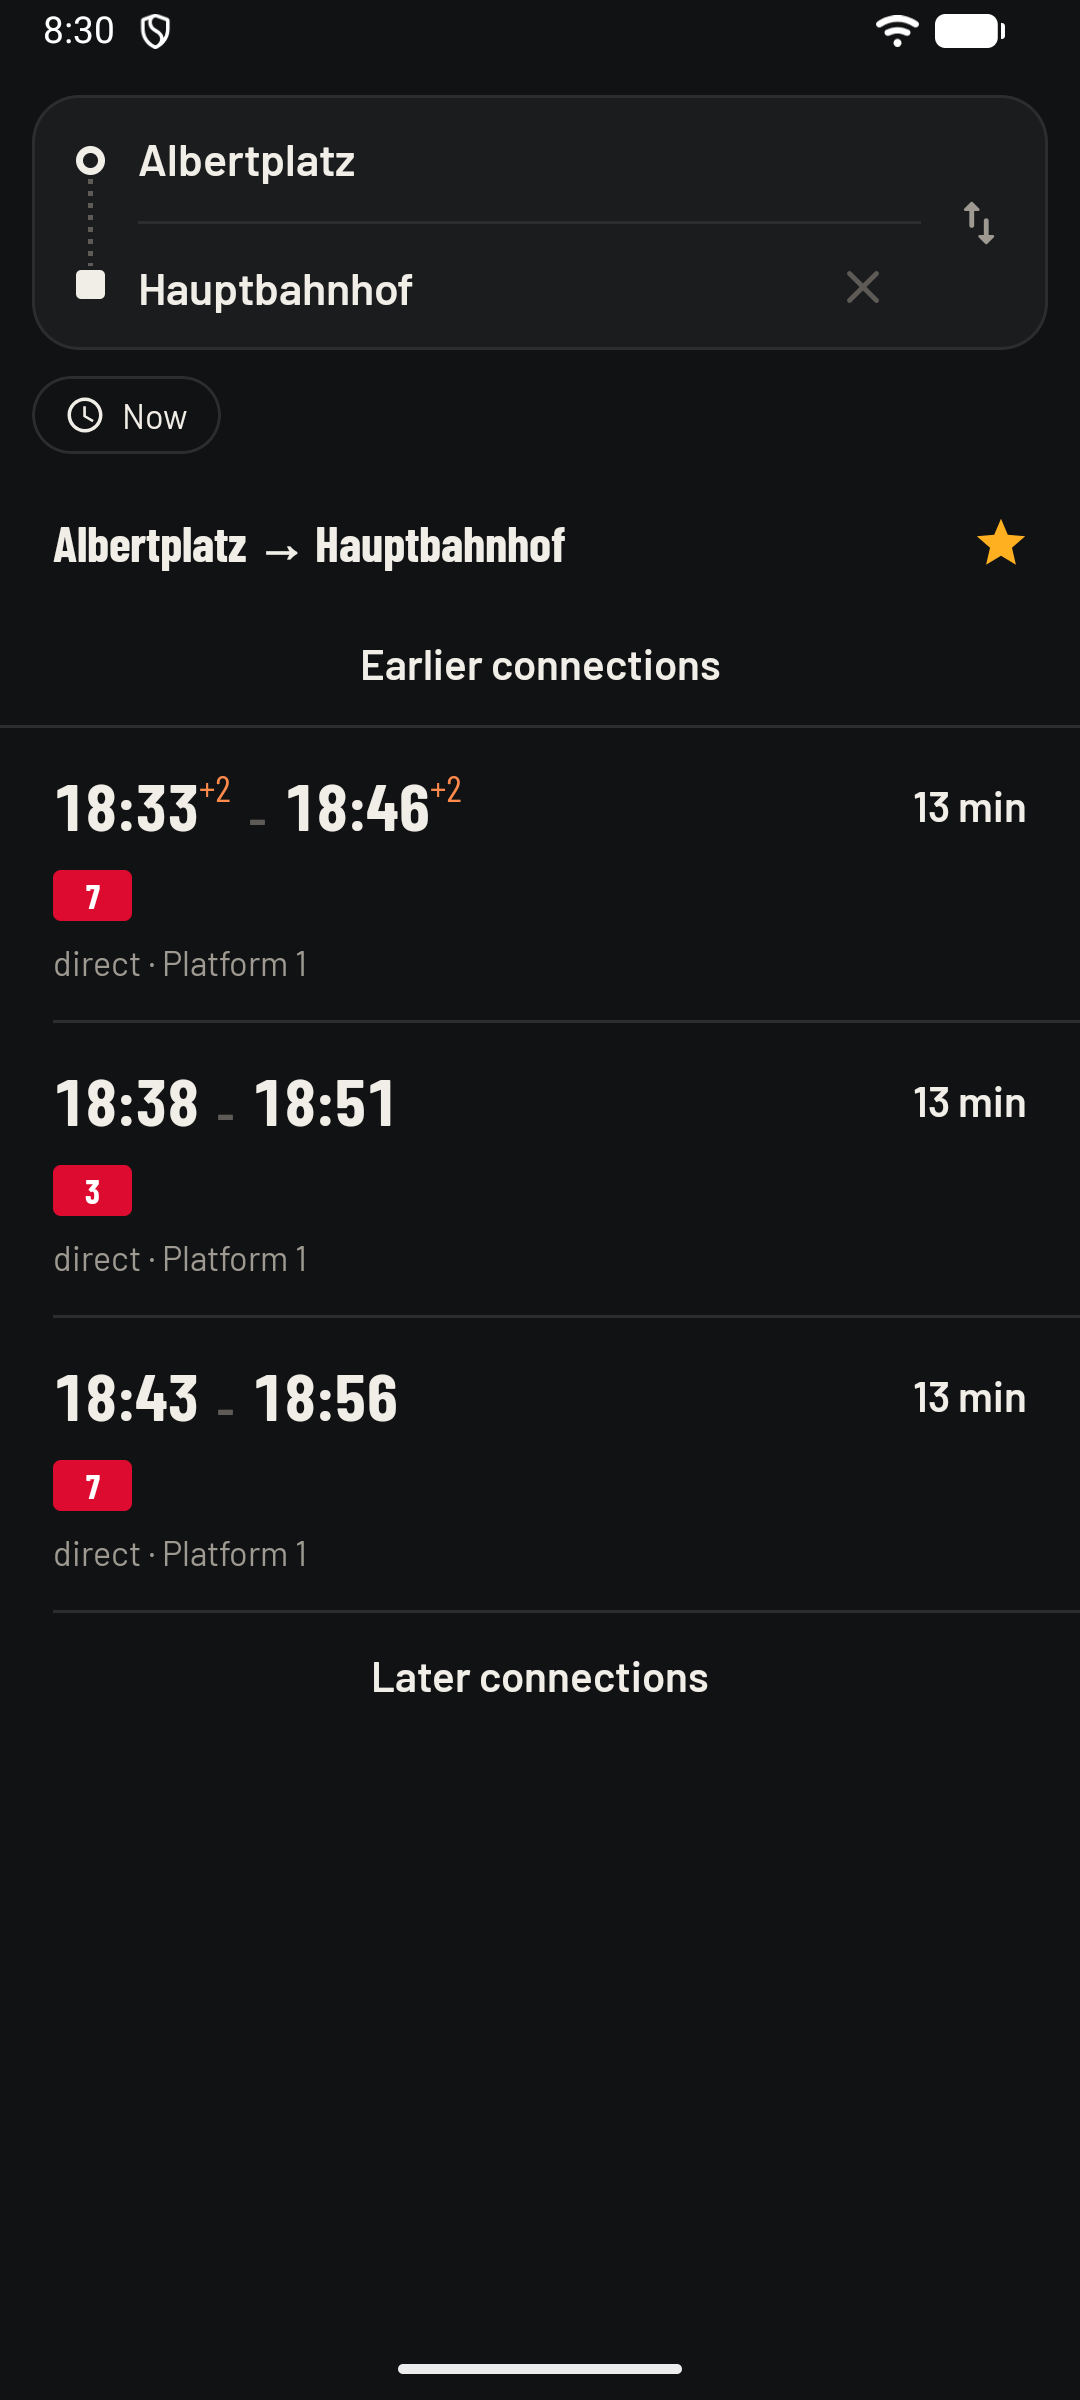 8:30
Albertplatz
Hauptbahnhof
Now
Albertplatz → Hauptbahnhof
Earlier connections
18:33+2 - 18:46+2 13 min
7
direct · Platform 1
18:38 - 18:51 13 min
3
direct · Platform 1
18:43 - 18:56 13 min
7
direct · Platform 1
Later connections